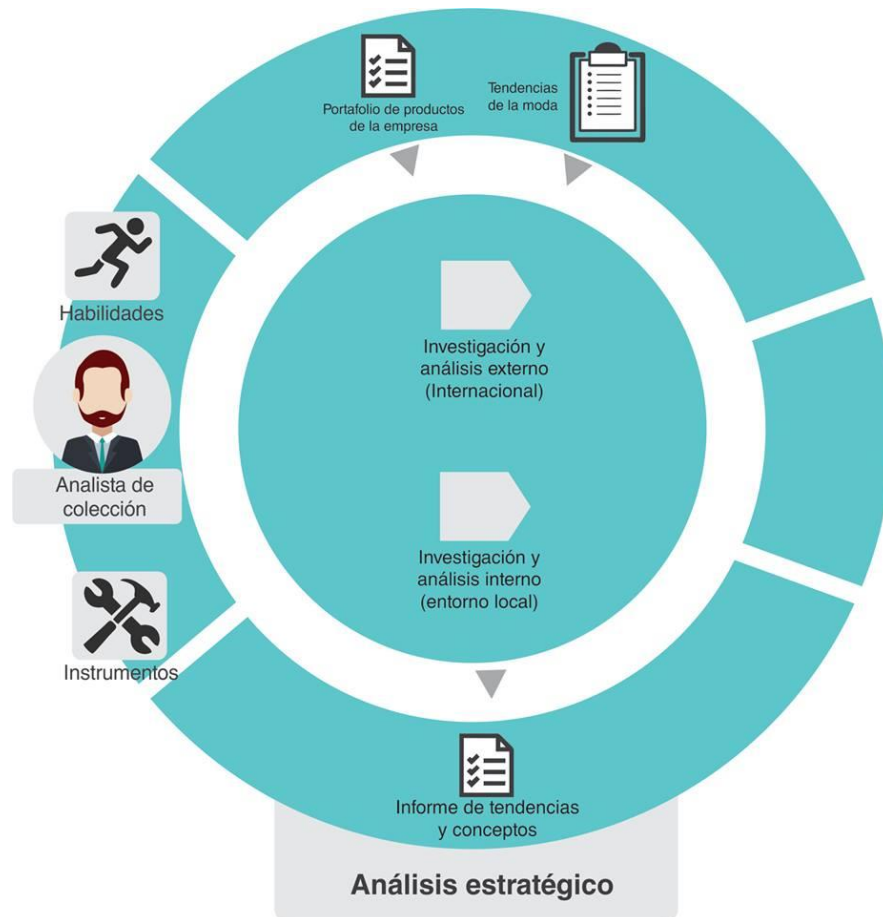 Portafolio de productos
de la empresa
Tendencias
de la moda
Habilidades
Analista de
colección
Instrumentos
Investigación y
análisis externo
(Internacional)
Investigación y
análisis interno
(entorno local)
Informe de tendencias
y conceptos
Análisis estratégico